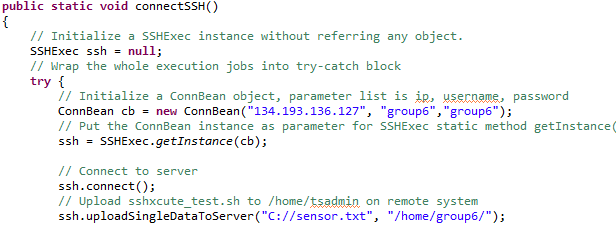 public static void connectSSH()
{
// Initialize a SSHExec instance without referring any object.
SSHExec ssh = null;
// Wrap the whole execution jobs into try-catch block
try {
// Initialize a ConnBean object, parameter list is ip, username, password
ConnBean cb = new ConnBean("134.193.136.127", "group6","group6");
// Put the ConnBean instance as parameter for SSHExec static method getInstance(
ssh = SSHExec.getInstance(cb);
// Connect to server
ssh.connect();
// Upload sshxcute_test.sh to /home/tsadmin on remote system
ssh.uploadSingleDataToServer("C://sensor.txt", "/home/group6/");